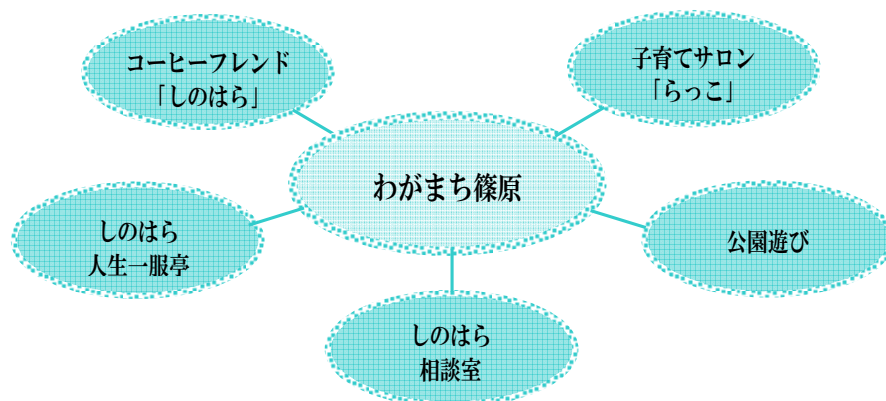 コーヒーフレンド
「しのはら」
子育てサロン
「らっこ」
わがまち篠原
しのはら
人生一服亭
公園遊び
しのはら
相談室